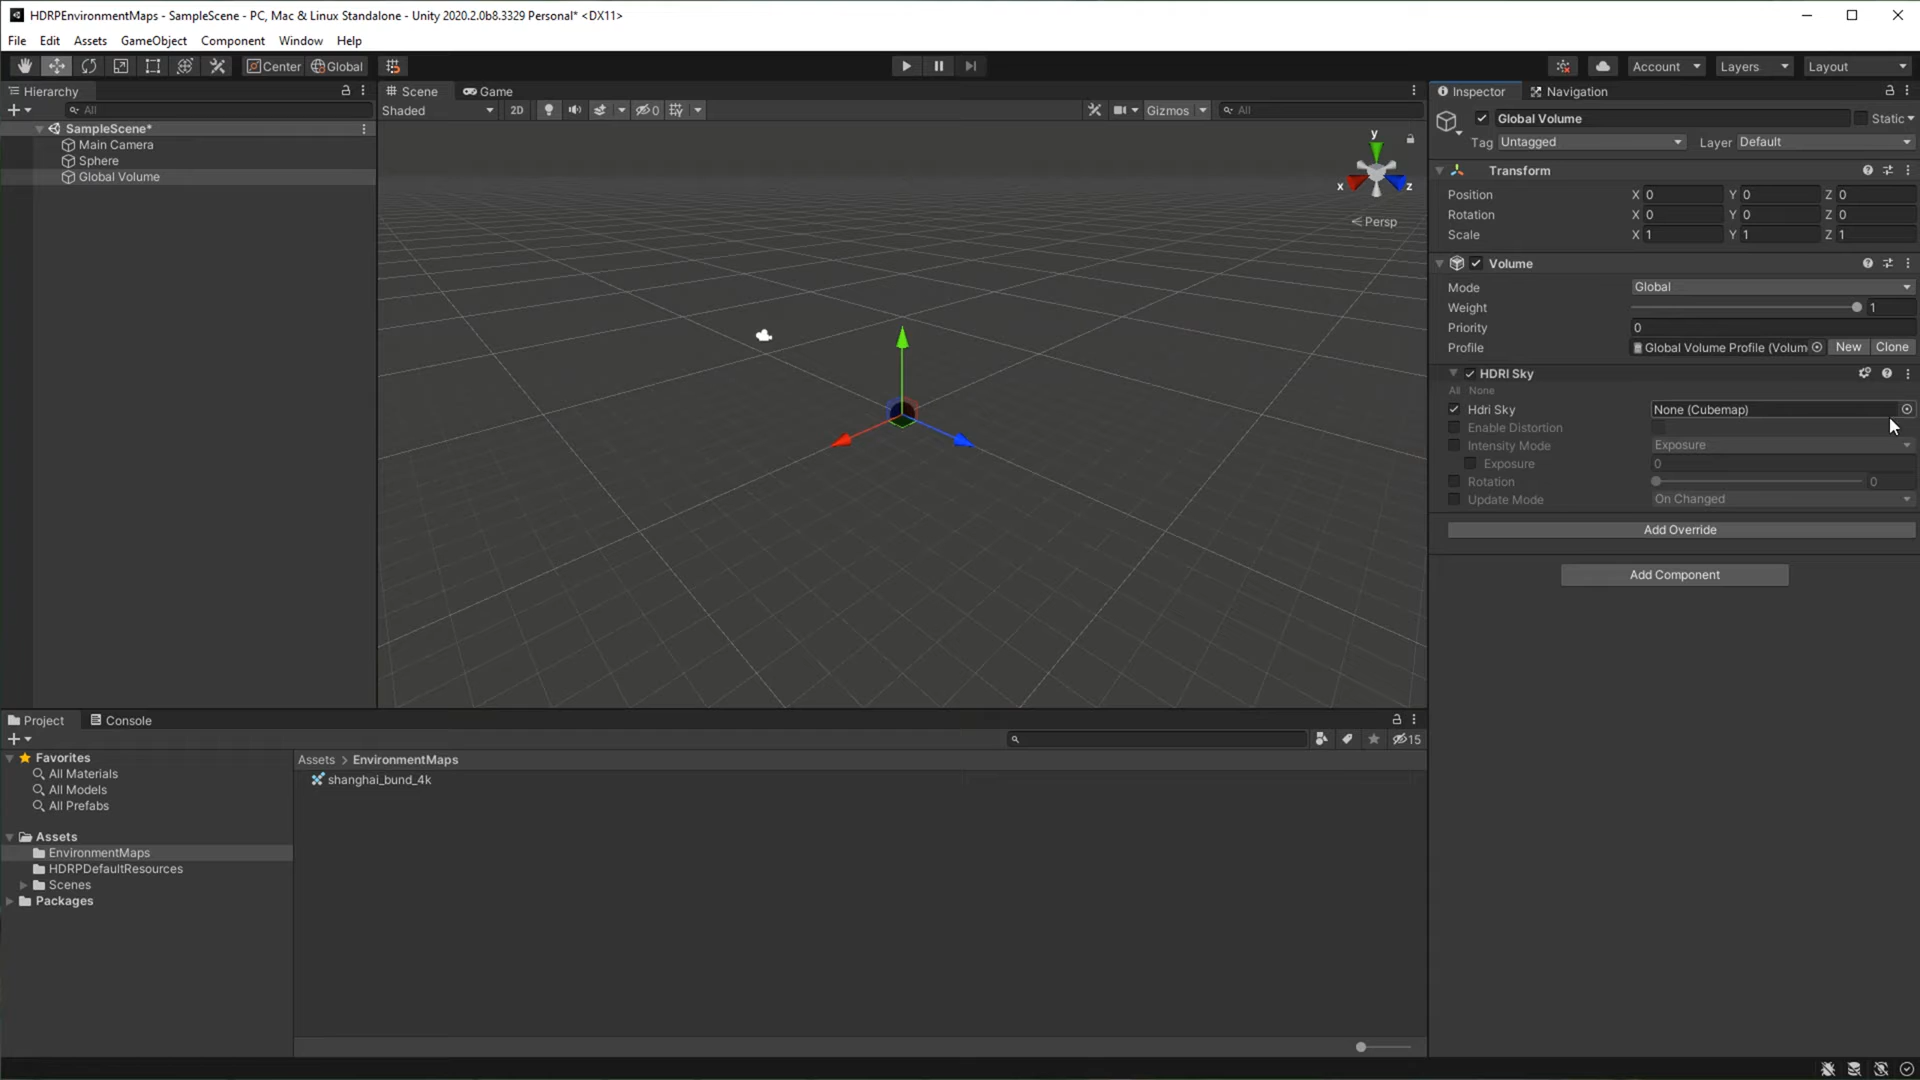 HDRPEnvironmentMaps - SampleScene - PC, Mac & Linux Standalone - Unity 2020.2.0b8.3329 Personal* <DX11>
File Edit Assets GameObject Component Window Help
Center Global
Account Layers Layout
Hierarchy
All
SampleScene*
Main Camera
Sphere
Global Volume
Scene Game
Shaded 2D 0 Gizmos All
y
x z
Persp
Inspector Navigation
Global Volume Static
Tag Untagged Layer Default
Transform
Position X 0 Y 0 Z 0
Rotation X 0 Y 0 Z 0
Scale X 1 Y 1 Z 1
Volume
Mode Global
Weight 1
Priority 0
Profile Global Volume Profile (Volum New Clone
HDRI Sky
All None
Hdri Sky None (Cubemap)
Enable Distortion
Intensity Mode Exposure
Exposure 0
Rotation 0
Update Mode On Changed
Add Override
Add Component
Project Console
15
Favorites
All Materials
All Models
All Prefabs
Assets
EnvironmentMaps
HDRPDefaultResources
Scenes
Packages
Assets > EnvironmentMaps
shanghai_bund_4k